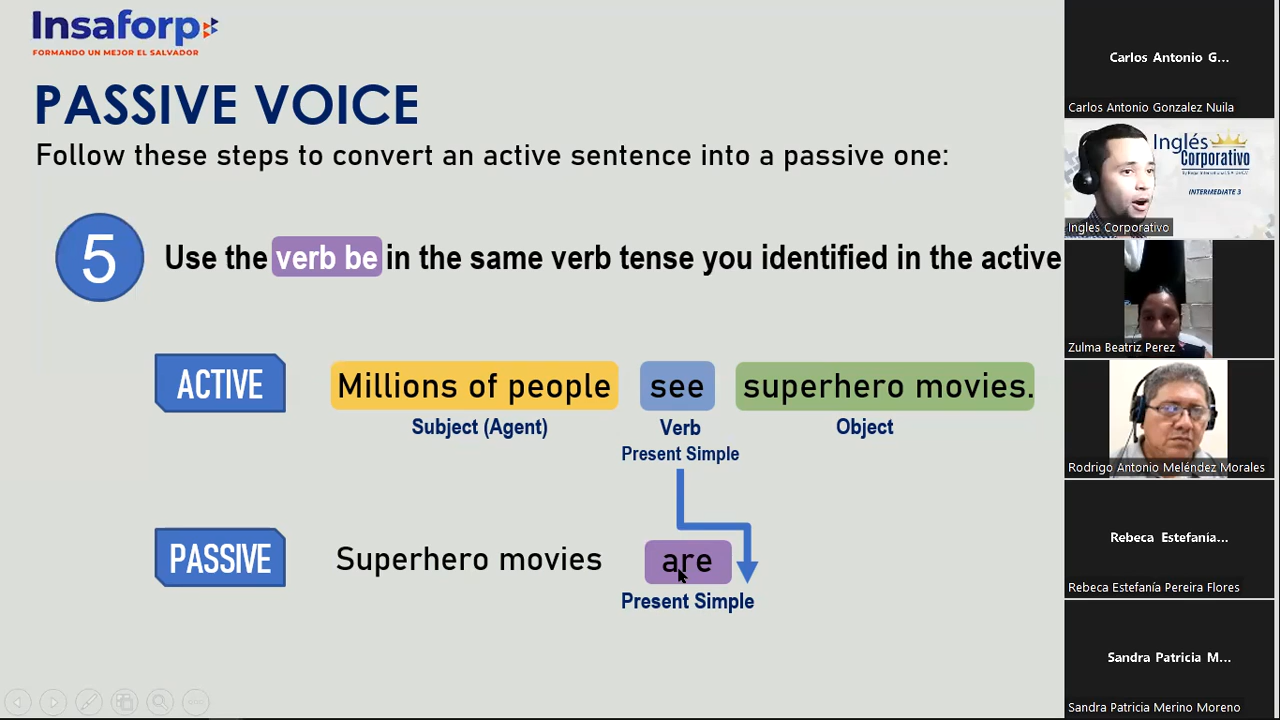 Insaforp
FORMANDO UN MEJOR EL SALVADOR
PASSIVE VOICE
Follow these steps to convert an active sentence into a passive one:
5
Use the verb be in the same verb tense you identified in the active
ACTIVE
Millions of people see superhero movies.
Subject (Agent) Verb Object
Present Simple
PASSIVE
Superhero movies are
Present Simple
Carlos Antonio G...
Carlos Antonio Gonzalez Nuila
Inglés
Corporativo
INTERMEDIATE 3
Ingles Corporativo
Zulma Beatriz Perez
Rodrigo Antonio Meléndez Morales
Rebeca Estefanía...
Rebeca Estefanía Pereira Flores
Sandra Patricia M...
Sandra Patricia Merino Moreno